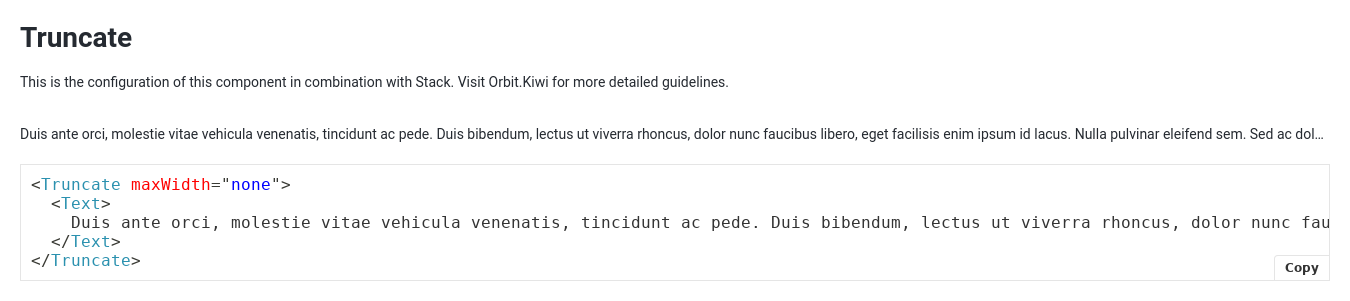 Truncate
This is the configuration of this component in combination with Stack. Visit Orbit.Kiwi for more detailed guidelines.
Duis ante orci, molestie vitae vehicula venenatis, tincidunt ac pede. Duis bibendum, lectus ut viverra rhoncus, dolor nunc faucibus libero, eget facilisis enim ipsum id lacus. Nulla pulvinar eleifend sem. Sed ac dol…
<Truncate maxWidth="none">
  <Text>
    Duis ante orci, molestie vitae vehicula venenatis, tincidunt ac pede. Duis bibendum, lectus ut viverra rhoncus, dolor nunc fau
  </Text>
</Truncate>
Copy